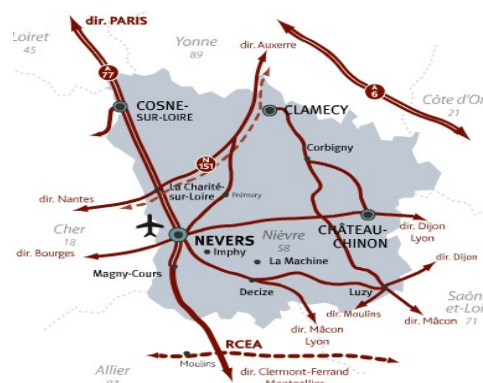 dir. PARIS
Loiret
45
Yonne
89
dir. Auxerre
A
77
A
6
COSNE-
SUR-LOIRE
CLAMECY
Côte d'Or
21
Corbigny
N
151
La Charité-
sur-Loire
Prémery
dir. Nantes
Cher
18
dir. Bourges
NEVERS
Imphy
Nièvre
58
La Machine
CHÂTEAU-
CHINON
dir. Dijon
Lyon
dir. Dijon
Magny-Cours
Decize
Luzy
Saôn
et-Loi
71
dir. Moulins
dir. Mâcon
dir. Mâcon
Lyon
RCEA
Moulins
Allier
dir. Clermont-Ferrand